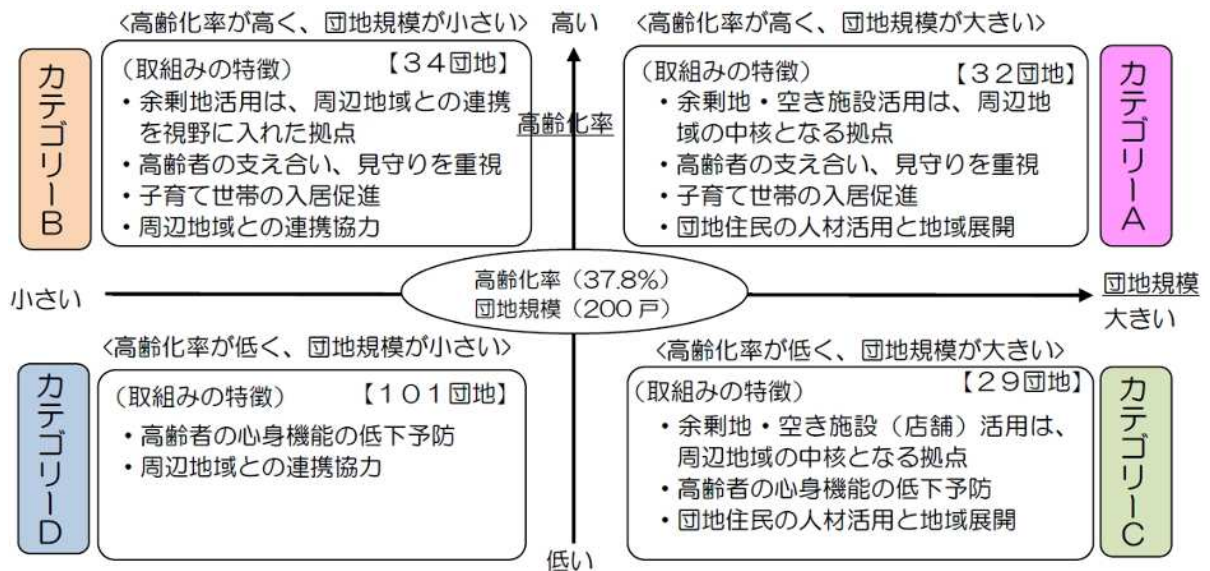 <高齢化率が高く、団地規模が小さい>
高い
<高齢化率が高く、団地規模が大きい>
カテゴリーB
(取組みの特徴)
【34団地】
・余剰地活用は、周辺地域との連携
を視野に入れた拠点
・高齢者の支え合い、見守りを重視
・子育て世帯の入居促進
・周辺地域との連携協力
高齢化率
(取組みの特徴)
【32団地】
・余剰地・空き施設活用は、周辺地
域の中核となる拠点
・高齢者の支え合い、見守りを重視
・子育て世帯の入居促進
・団地住民の人材活用と地域展開
カテゴリーA
小さい
高齢化率(37.8%)
団地規模(200戸)
団地規模
大きい
<高齢化率が低く、団地規模が小さい>
<高齢化率が低く、団地規模が大きい>
カテゴリーD
(取組みの特徴)
【101団地】
・高齢者の心身機能の低下予防
・周辺地域との連携協力
(取組みの特徴)
【29団地】
・余剰地・空き施設(店舗)活用は、
周辺地域の中核となる拠点
・高齢者の心身機能の低下予防
・団地住民の人材活用と地域展開
カテゴリーC
低い